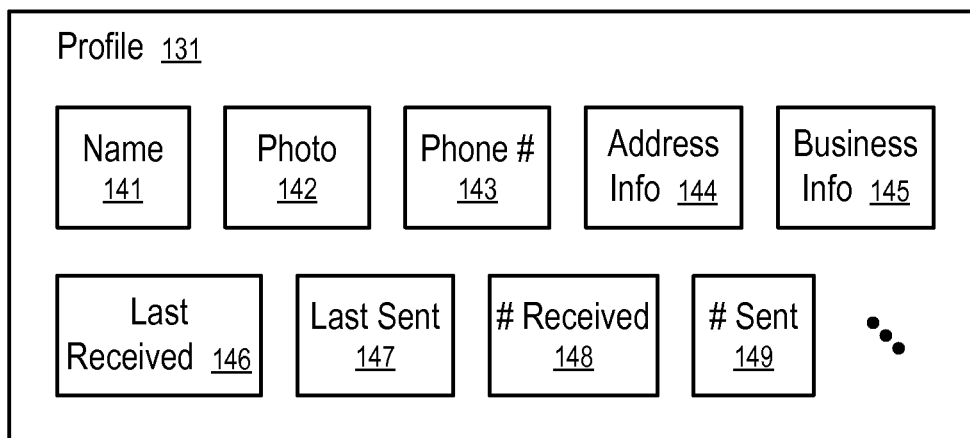 Profile 131
Name
141
Photo
142
Phone #
143
Address
Info 144
Business
Info 145
Last
Received 146
Last Sent
147
# Received
148
# Sent
149